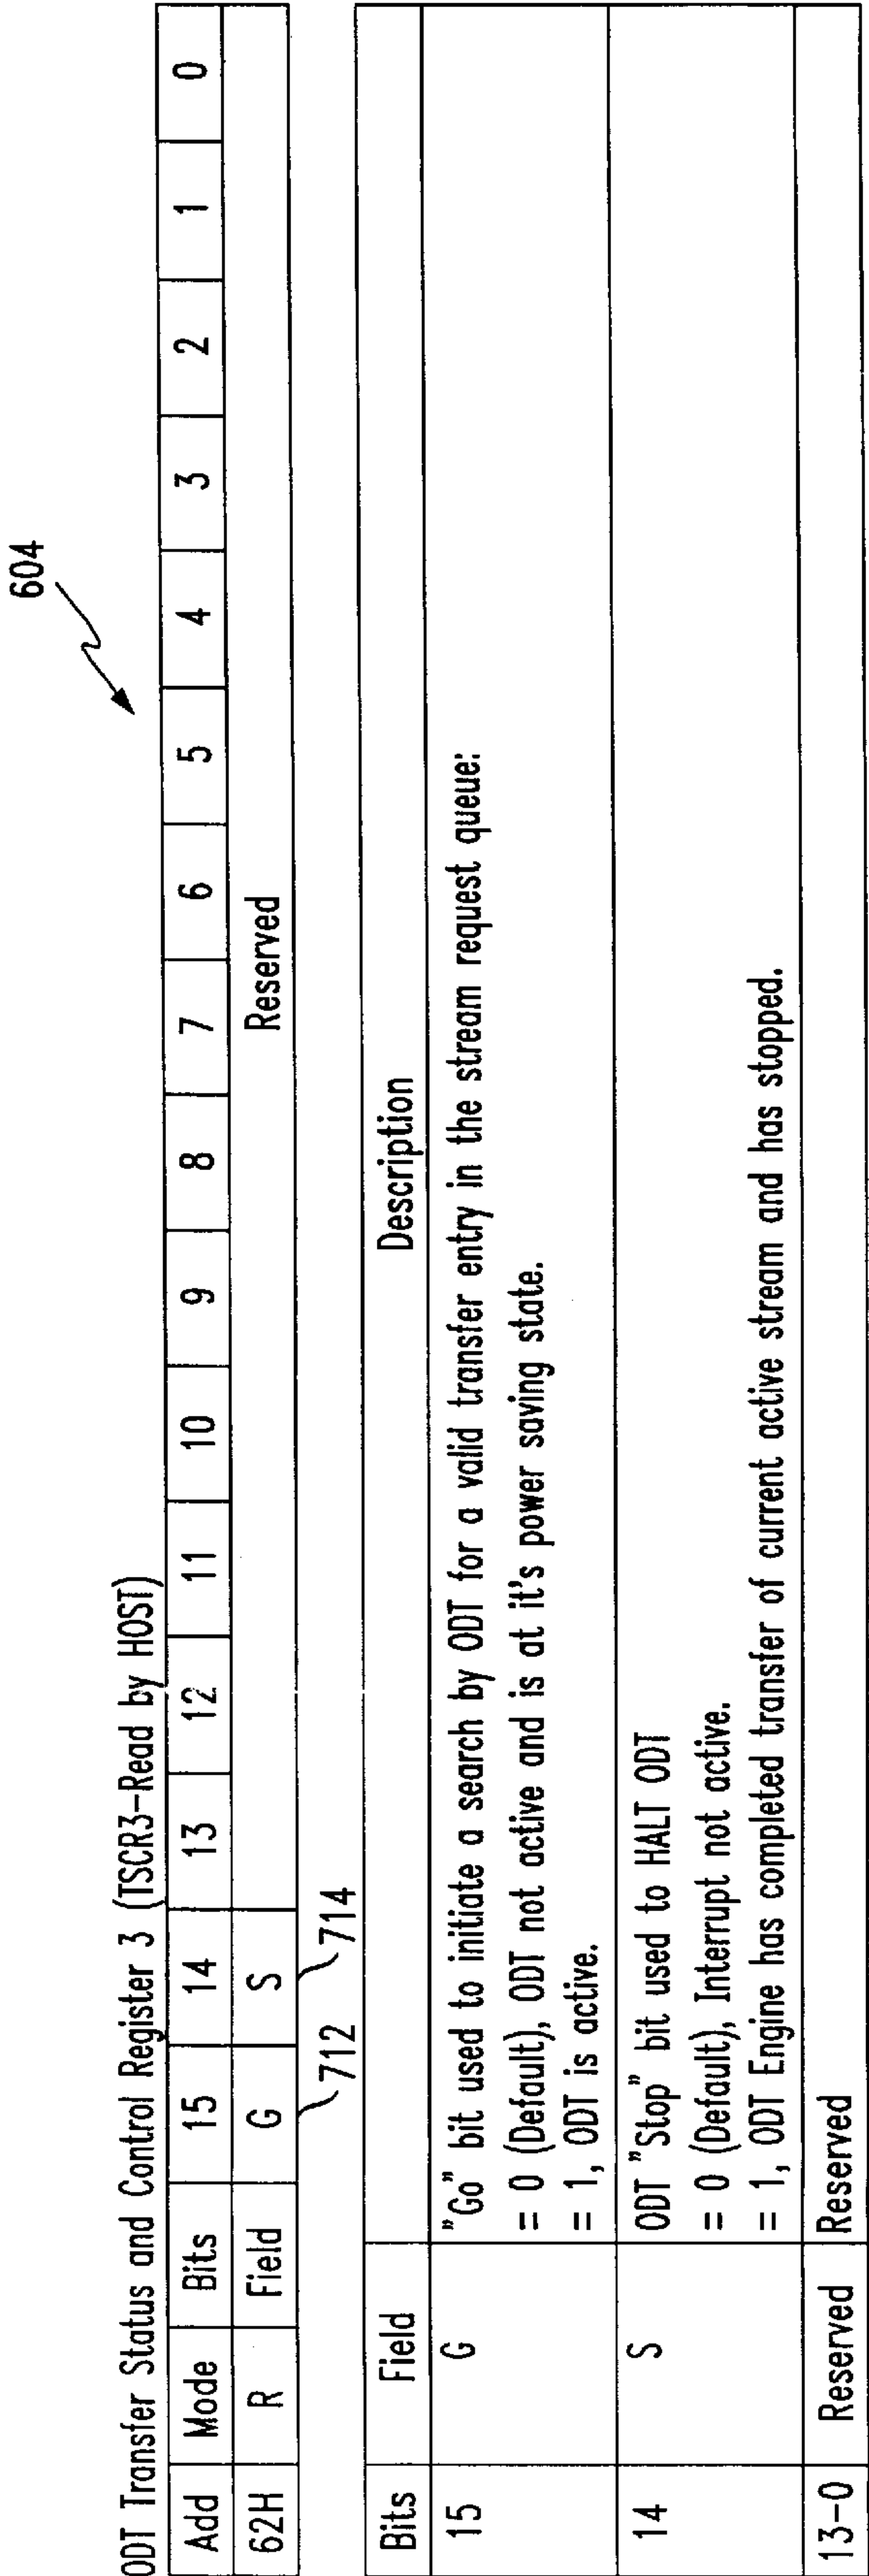 604
ODT Transfer Status and Control Register 3 (TSCR3-Read by HOST)
Add Mode Bits 15 14 13 12 11 10 9 8 7 6 5 4 3 2 1 0
62H R Field G S Reserved
712 714
Bits Field Description
15 G "Go" bit used to initiate a search by ODT for a valid transfer entry in the stream request queue:
= 0 (Default), ODT not active and is at it's power saving state.
= 1, ODT is active.
14 S ODT "Stop" bit used to HALT ODT
= 0 (Default), Interrupt not active.
= 1, ODT Engine has completed transfer of current active stream and has stopped.
13-0 Reserved Reserved